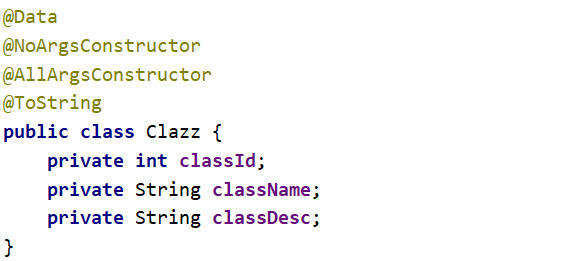 @Data
@NoArgsConstructor
@AllArgsConstructor
@ToString
public class Clazz {
    private int classId;
    private String className;
    private String classDesc;
}